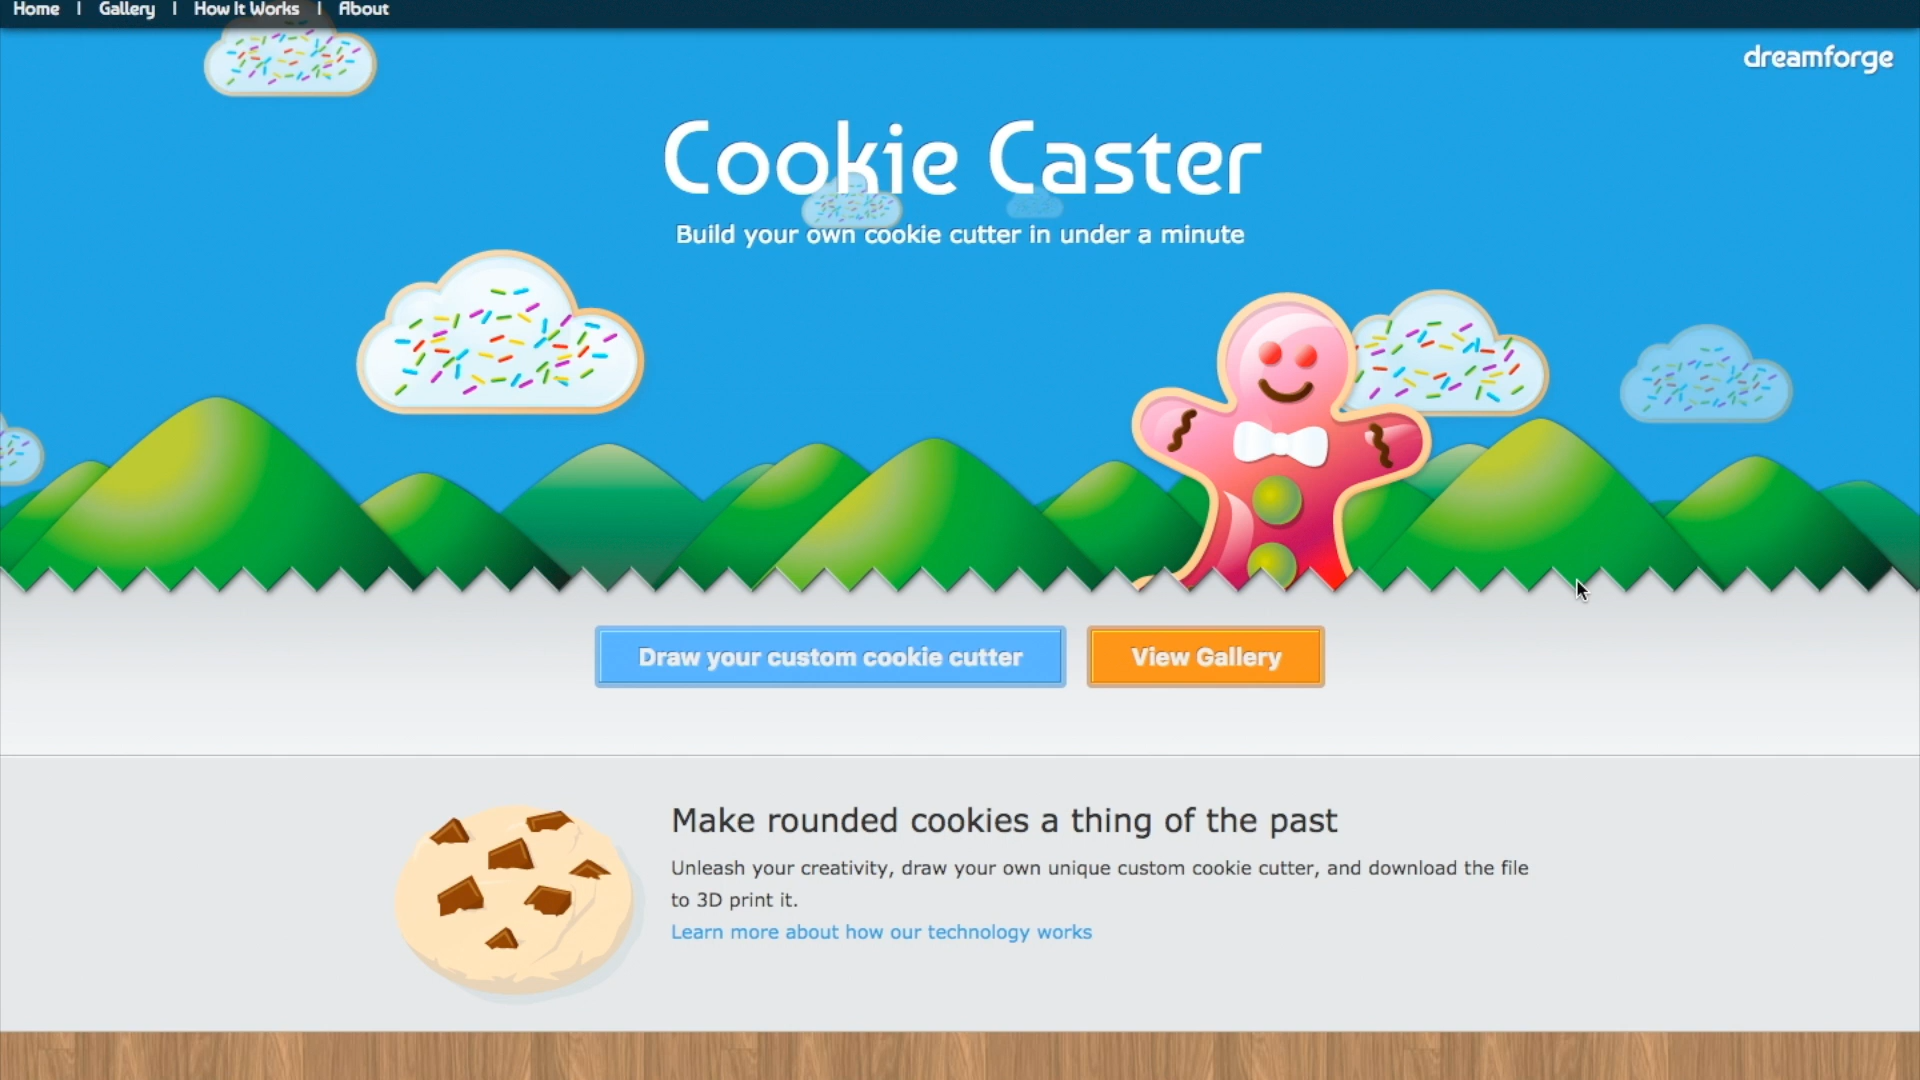 Home | Gallery | How It Works | About
dreamforge
Cookie Caster
Build your own cookie cutter in under a minute
Draw your custom cookie cutter
View Gallery
Make rounded cookies a thing of the past
Unleash your creativity, draw your own unique custom cookie cutter, and download the file
to 3D print it.
Learn more about how our technology works